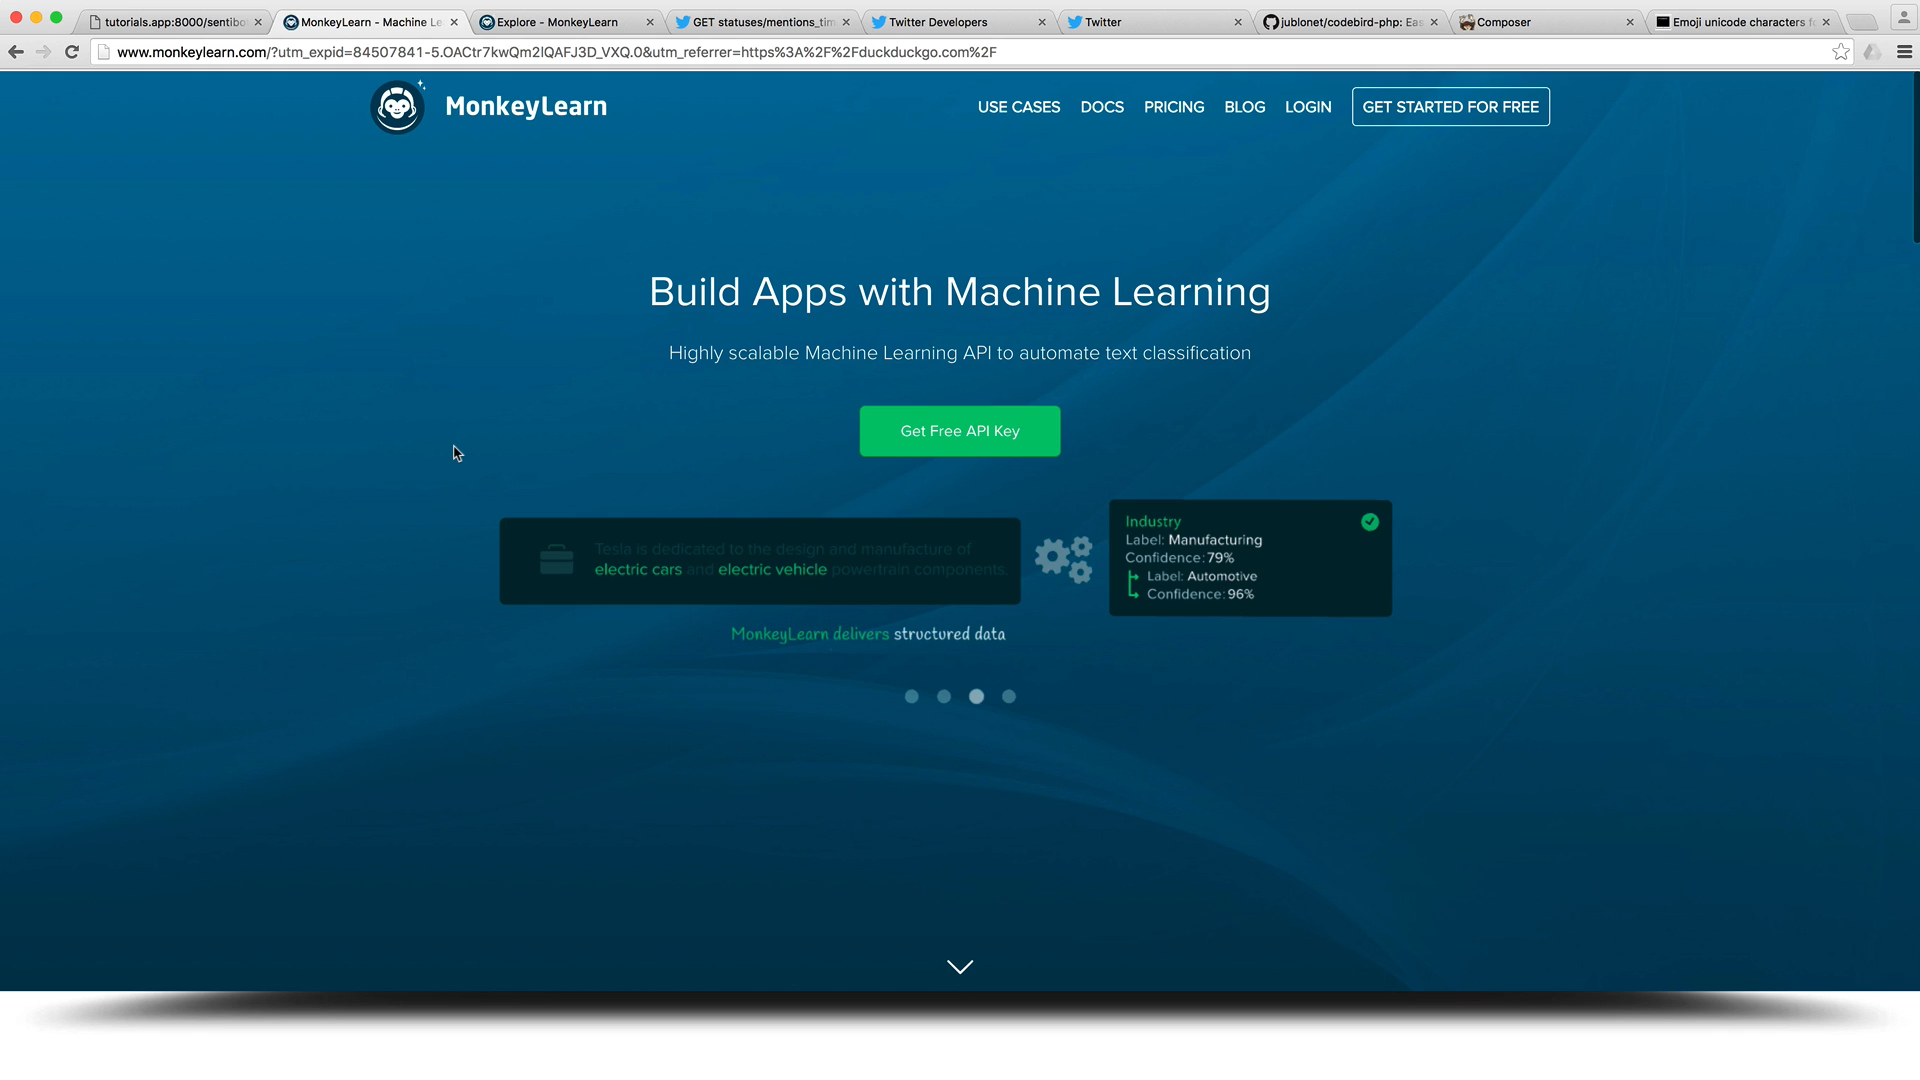 tutorials.app:8000/sentibo
MonkeyLearn - Machine Le
Explore - MonkeyLearn
GET statuses/mentions_tim
Twitter Developers
Twitter
jublonet/codebird-php: Eas
Composer
Emoji unicode characters fo
www.monkeylearn.com/?utm_expid=84507841-5.OACtr7kwQm2lQAFJ3D_VXQ.0&utm_referrer=https%3A%2F%2Fduckduckgo.com%2F
MonkeyLearn
USE CASES DOCS PRICING BLOG LOGIN GET STARTED FOR FREE
Build Apps with Machine Learning
Highly scalable Machine Learning API to automate text classification
Get Free API Key
Tesla is dedicated to the design and manufacture of
electric cars and electric vehicle powertrain components.
Industry
Label: Manufacturing
Confidence: 79%
Label: Automotive
Confidence: 96%
MonkeyLearn delivers structured data